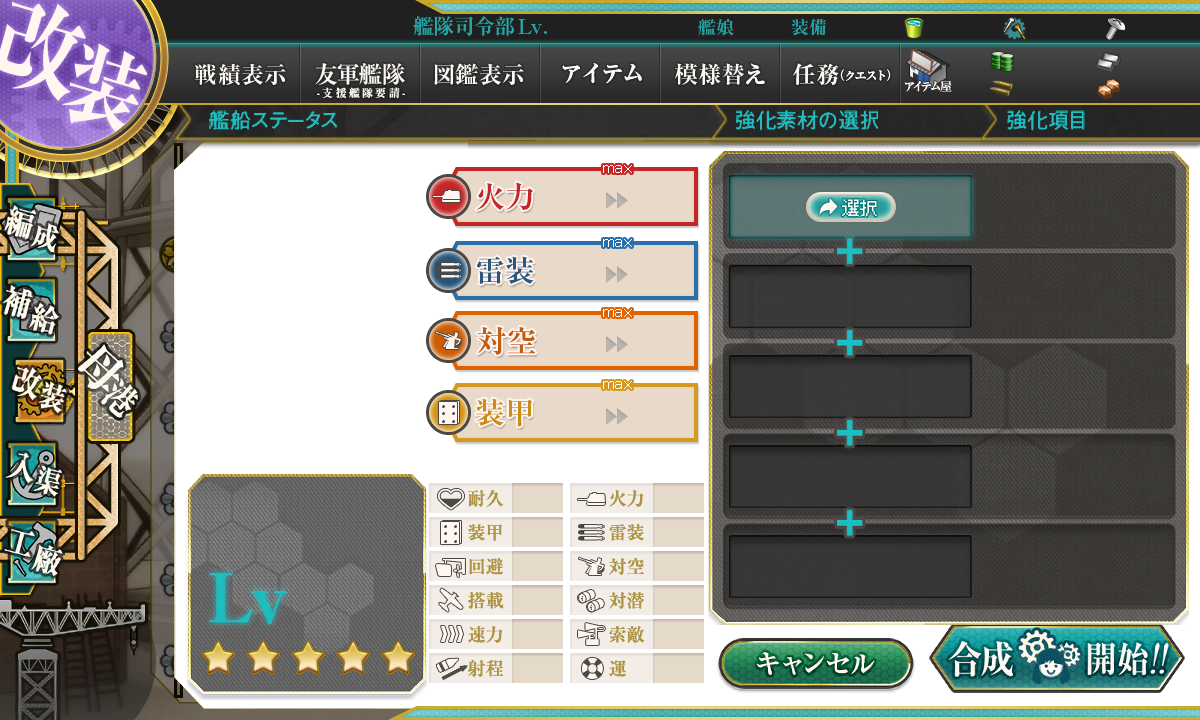 改装
艦隊司令部Lv.
艦娘
装備
戦績表示
友軍艦隊
-支援艦隊要請-
図鑑表示
アイテム
模様替え
任務(クエスト)
アイテム屋
艦船ステータス
強化素材の選択
強化項目
編成
補給
改装
入渠
工廠
母港
max
火力
max
雷装
max
対空
max
装甲
選択
Lv
耐久
火力
装甲
雷装
回避
対空
搭載
対潜
速力
索敵
射程
運
キャンセル
合成開始!!